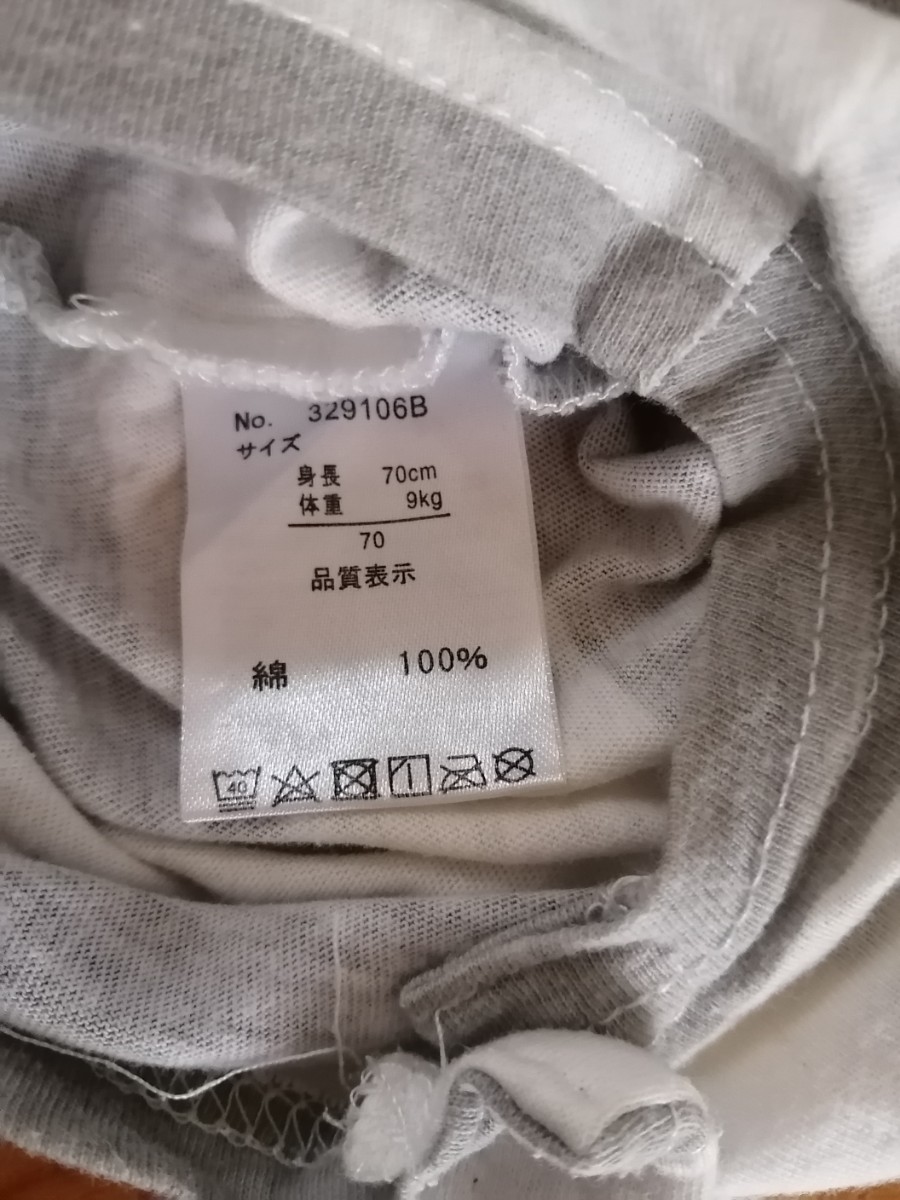 No. 329106B
サイズ
身長 70cm
体重 9kg
70
品質表示
綿 100%
40